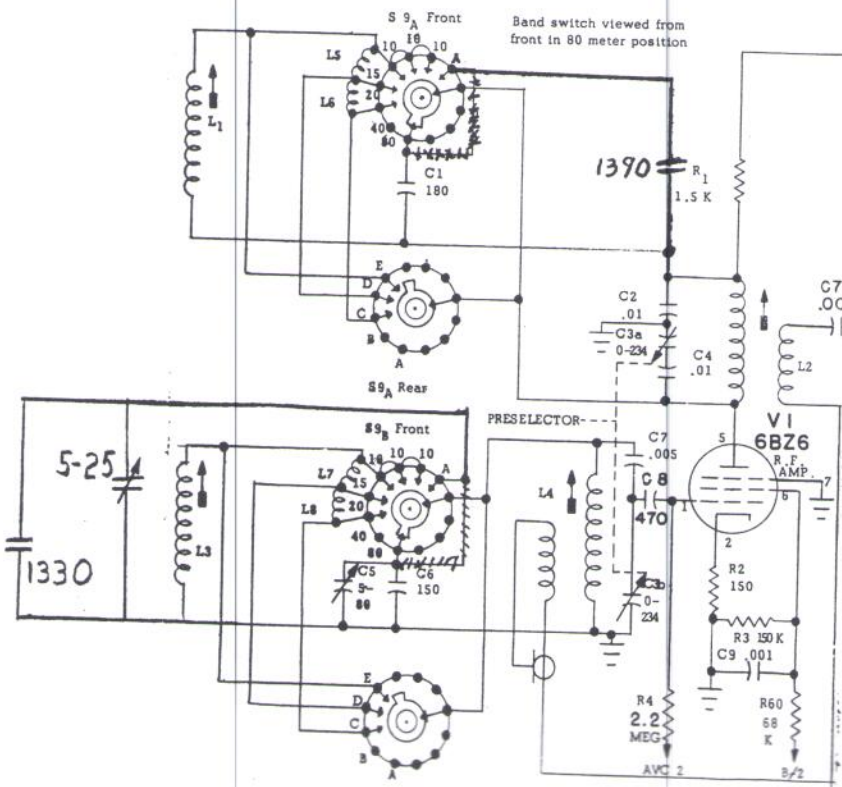 S 9A Front
Band switch viewed from
front in 80 meter position
10
10
10
A
L5
15
20
L6
40
80
L1
C1
180
1390
R1
1.5 K
E
D
C
B
A
C2
.01
C3a
0-234
C4
.01
L2
C7
S9A Rear
S9B Front
PRESELECTOR
V1
6BZ6
R.F.
AMP.
5
7
6
1
2
5-25
10
10
10
A
L7
15
20
L8
40
80
L3
C7
.005
C8
470
L4
1330
C5
5-
80
C6
150
C3b
0-
234
R2
150
R3 150K
C9 .001
E
D
C
B
A
R4
2.2
MEG
R60
68
K
AVC 2
B/2